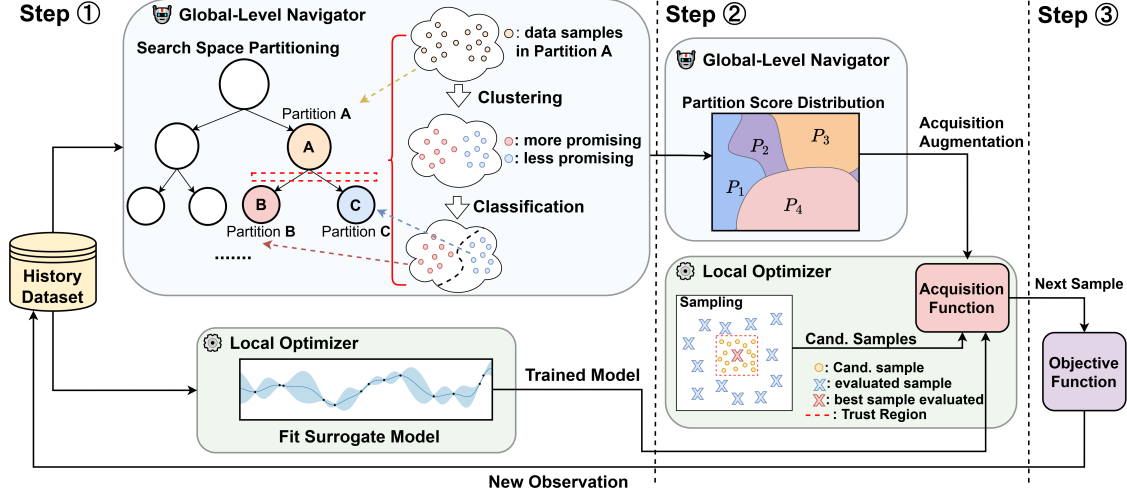 Step ①
Global-Level Navigator
Search Space Partitioning
Partition A
A
B
C
Partition B
Partition C
.......
: data samples
in Partition A
Clustering
: more promising
: less promising
Classification
History
Dataset
Local Optimizer
Fit Surrogate Model
Trained Model
Step ②
Global-Level Navigator
Partition Score Distribution
P1
P2
P3
P4
Acquisition
Augmentation
Local Optimizer
Sampling
Cand. Samples
: Cand. sample
: evaluated sample
: best sample evaluated
: Trust Region
Acquisition
Function
Step ③
Next Sample
Objective
Function
New Observation